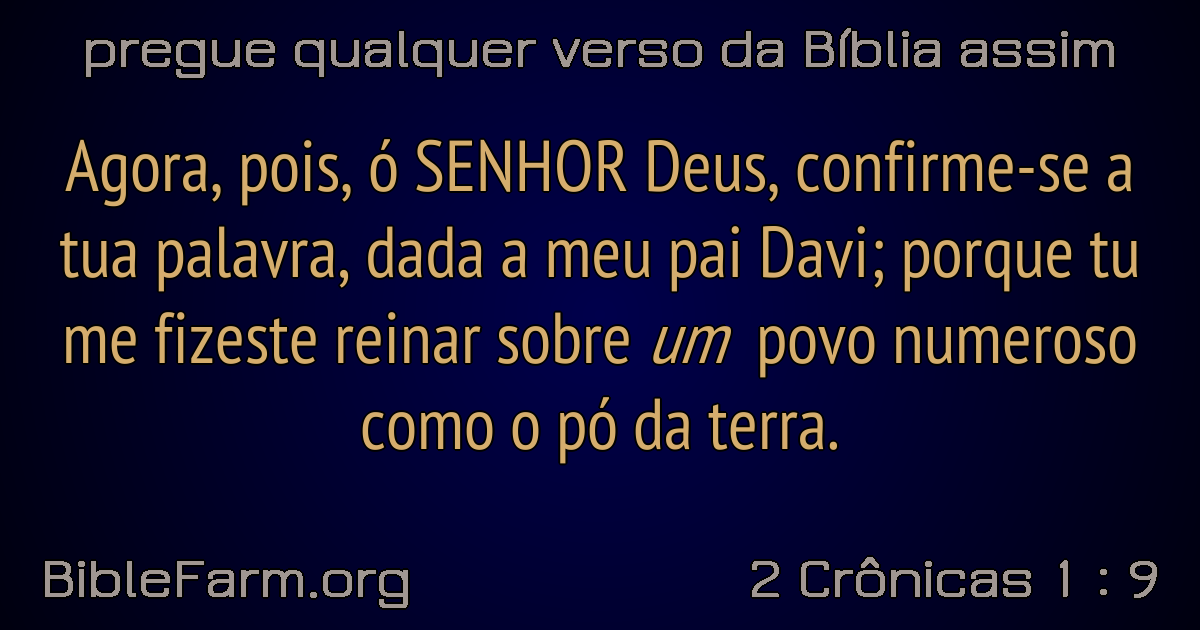 pregue qualquer verso da Bíblia assim
Agora, pois, ó SENHOR Deus, confirme-se a
tua palavra, dada a meu pai Davi; porque tu
me fizeste reinar sobre um povo numeroso
como o pó da terra.
BibleFarm.org
2 Crônicas 1 : 9